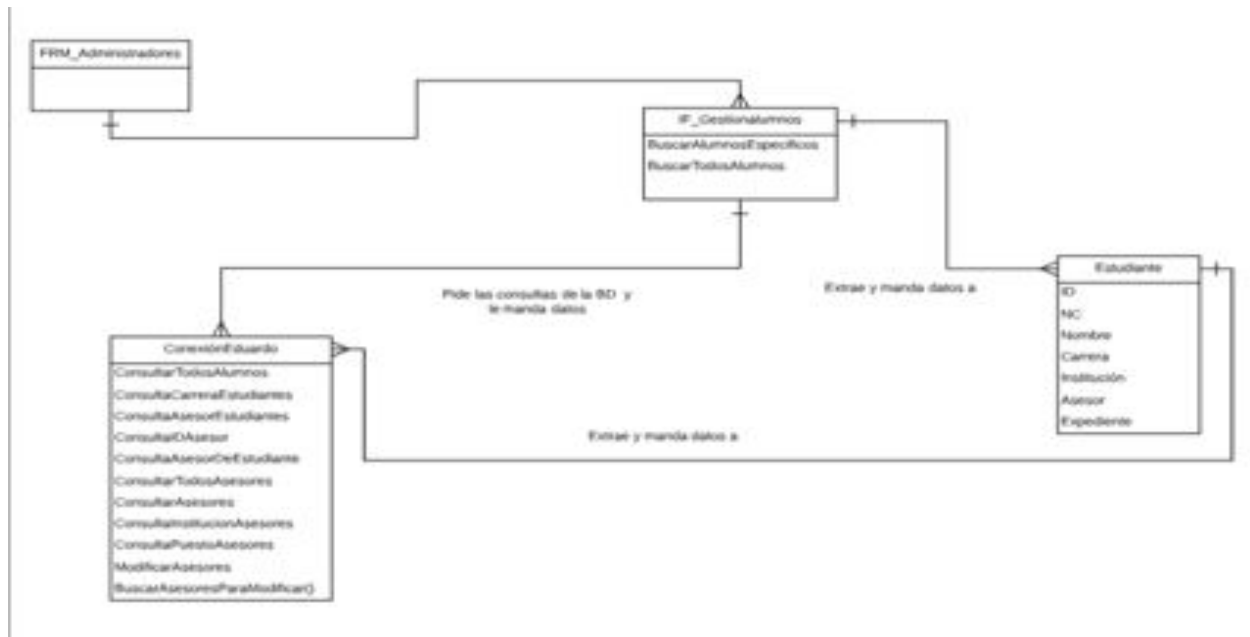 FRM_Administradores
IF_Gestionalumnos
BuscarAlumnosEspecificos
BuscarTodosAlumnos
Pide las consultas de la BD y
le manda datos
Extrae y manda datos a
Estudiante
ID
NC
Nombre
Carrera
Institución
Asesor
Expediente
ConexiónEduardo
ConsultarTodosAlumnos
ConsultaCarreraEstudiantes
ConsultaAsesorEstudiantes
ConsultaIDAsesor
ConsultaAsesorDeEstudiante
ConsultarTodosAsesores
ConsultarAsesores
ConsultaInstitucionAsesores
ConsultaPuestoAsesores
ModificarAsesores
BuscarAsesoresParaModificar()
Extrae y manda datos a